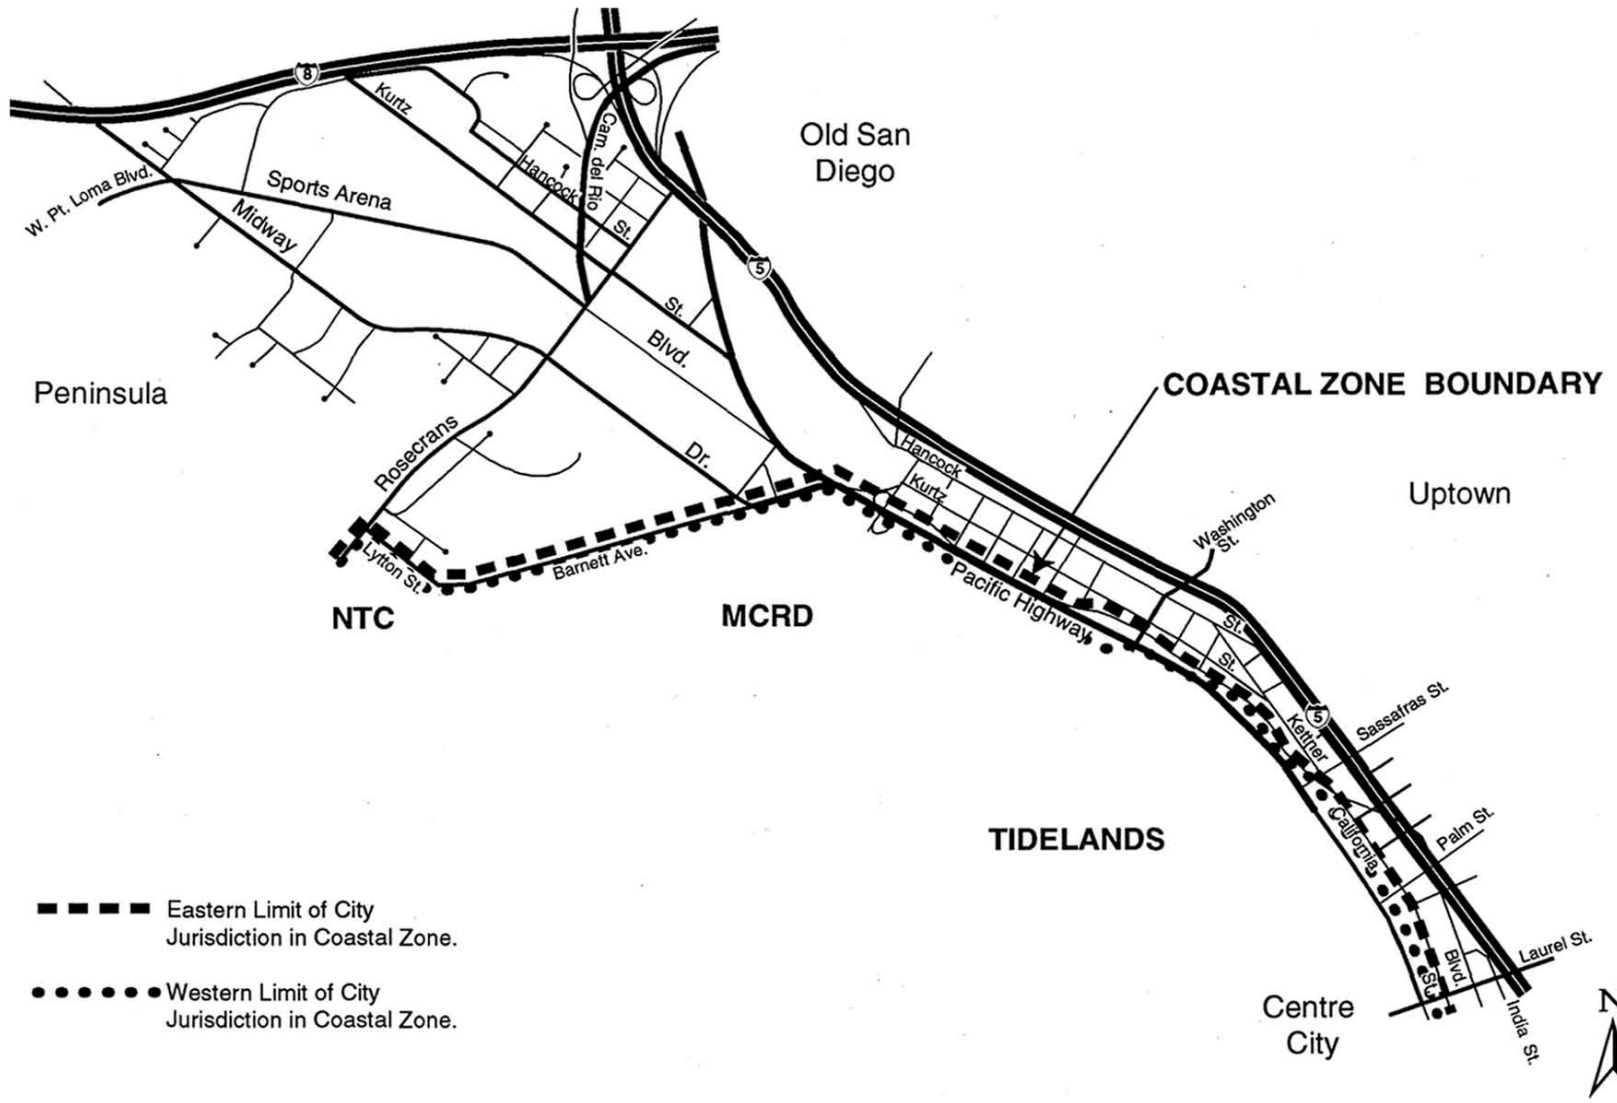 8
Kurtz
Cam. del Rio
Old San
Diego
Hancock
W. Pt. Loma Blvd.
Sports Arena
Midway
St.
5
St.
Blvd.
Peninsula
COASTAL ZONE BOUNDARY
Rosecrans
Dr.
Hancock
Kurtz
Uptown
Washington
St.
Lytton St.
Barnett Ave.
Pacific Highway
NTC
MCRD
St.
St.
Kettner
5
Sassafras St.
California
Palm St.
TIDELANDS
Eastern Limit of City
Jurisdiction in Coastal Zone.
Western Limit of City
Jurisdiction in Coastal Zone.
St.
Blvd.
Laurel St.
India St.
Centre
City
N